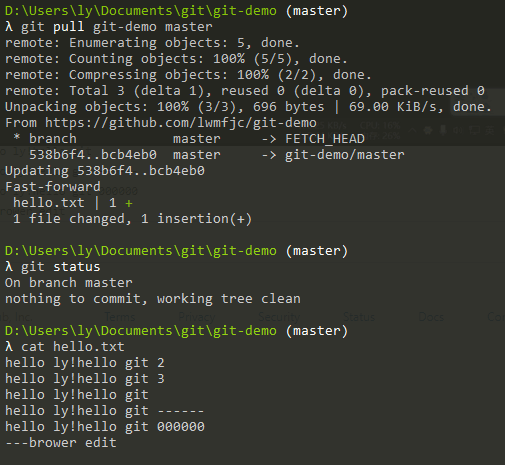 D:\Users\ly\Documents\git\git-demo (master)
λ git pull git-demo master
remote: Enumerating objects: 5, done.
remote: Counting objects: 100% (5/5), done.
remote: Compressing objects: 100% (2/2), done.
remote: Total 3 (delta 1), reused 0 (delta 0), pack-reused 0
Unpacking objects: 100% (3/3), 696 bytes | 69.00 KiB/s, done.
From https://github.com/lwmfjc/git-demo
 * branch            master     -> FETCH_HEAD
   538b6f4..bcb4eb0  master     -> git-demo/master
Updating 538b6f4..bcb4eb0
Fast-forward
 hello.txt | 1 +
 1 file changed, 1 insertion(+)
D:\Users\ly\Documents\git\git-demo (master)
λ git status
On branch master
nothing to commit, working tree clean
Terms Privacy Security Status Docs
D:\Users\ly\Documents\git\git-demo (master)
λ cat hello.txt
hello ly!hello git 2
hello ly!hello git 3
hello ly!hello git
hello ly!hello git ------
hello ly!hello git 000000
---brower edit